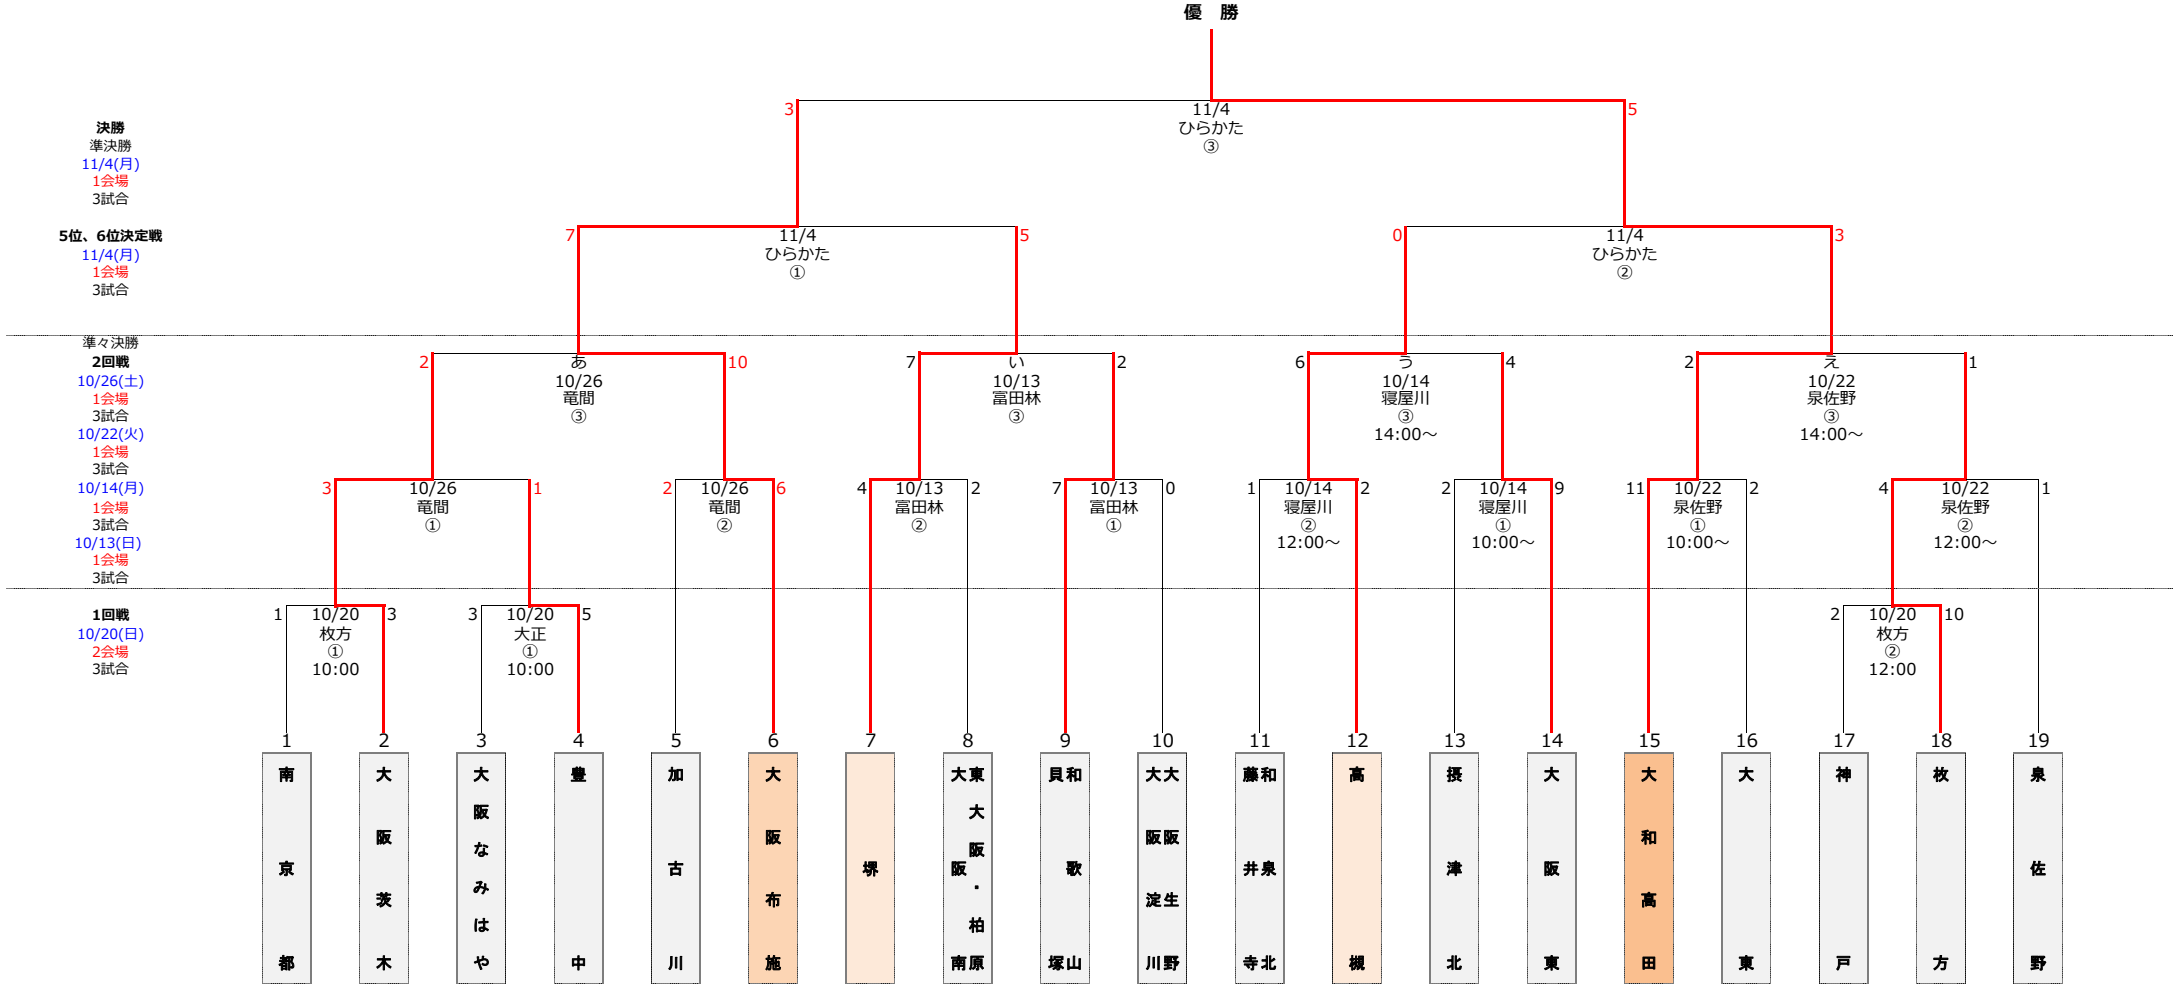 優　勝
3 11/4 5
ひらかた
③
決勝
準決勝
11/4(月)
1会場
3試合
5位、6位決定戦
11/4(月)
1会場
3試合
7 11/4 5
ひらかた
①
0 11/4 3
ひらかた
②
準々決勝
2回戦
10/26(土)
1会場
3試合
10/22(火)
1会場
3試合
10/14(月)
1会場
3試合
10/13(日)
1会場
3試合
2 あ 10
10/26
竜間
③
7 い 2
10/13
富田林
③
6 う 4
10/14
寝屋川
③
14:00～
2 え 1
10/22
泉佐野
③
14:00～
3 10/26 1
竜間
①
2 10/26 6
竜間
②
4 10/13 2
富田林
②
7 10/13 0
富田林
①
1 10/14 2
寝屋川
②
12:00～
2 10/14 9
寝屋川
①
10:00～
11 10/22 2
泉佐野
①
10:00～
4 10/22 1
泉佐野
②
12:00～
1回戦
10/20(日)
2会場
3試合
1 10/20 3
枚方
①
10:00
3 10/20 5
大正
①
10:00
2 10/20 10
枚方
②
12:00
1 2 3 4 5 6 7 8 9 10 11 12 13 14 15 16 17 18 19
南京都
大阪茨木
大阪なみはや
豊中
加古川
大阪布施
堺
東大阪・柏原
大阪南
和歌山
貝塚
大阪生野
大阪淀川
和泉北
藤井寺
高槻
摂津北
大阪東
大和高田
大東
神戸
枚方
泉佐野